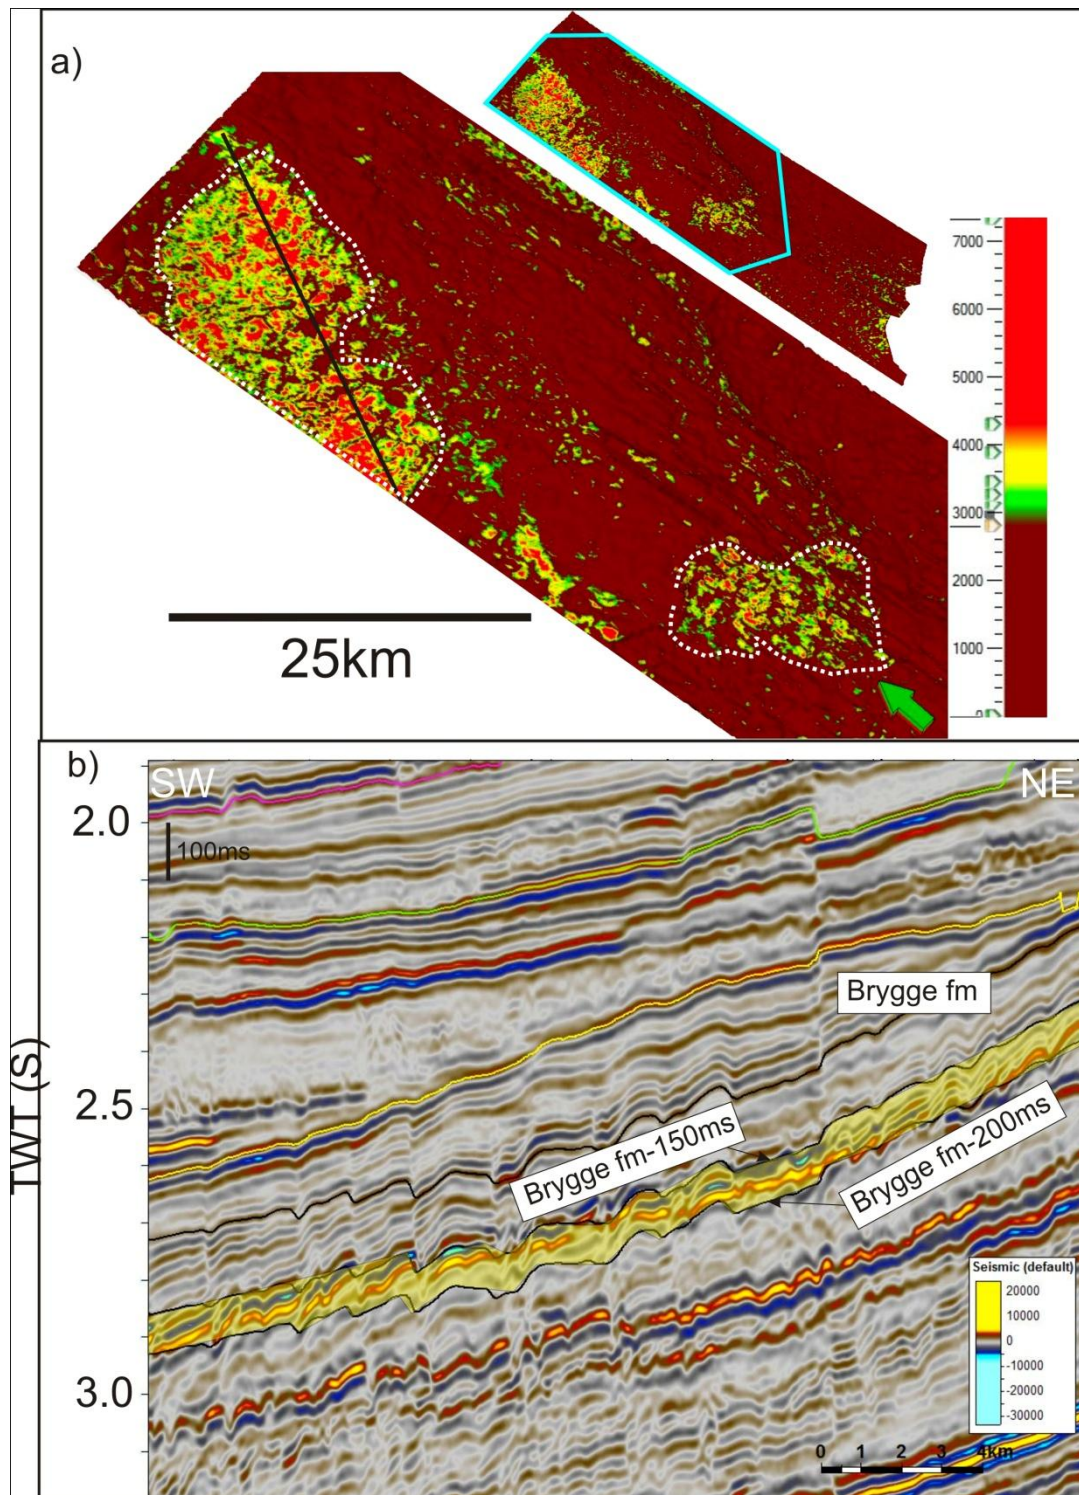 a)
7000
6000
5000
4000
3000
2000
1000
0
25km
b)
SW
NE
2.0
100ms
Brygge fm
2.5
TWT (S)
Brygge fm-150ms
Brygge fm-200ms
3.0
Seismic (default)
20000
10000
0
-10000
-20000
-30000
0 1 2 3 4km